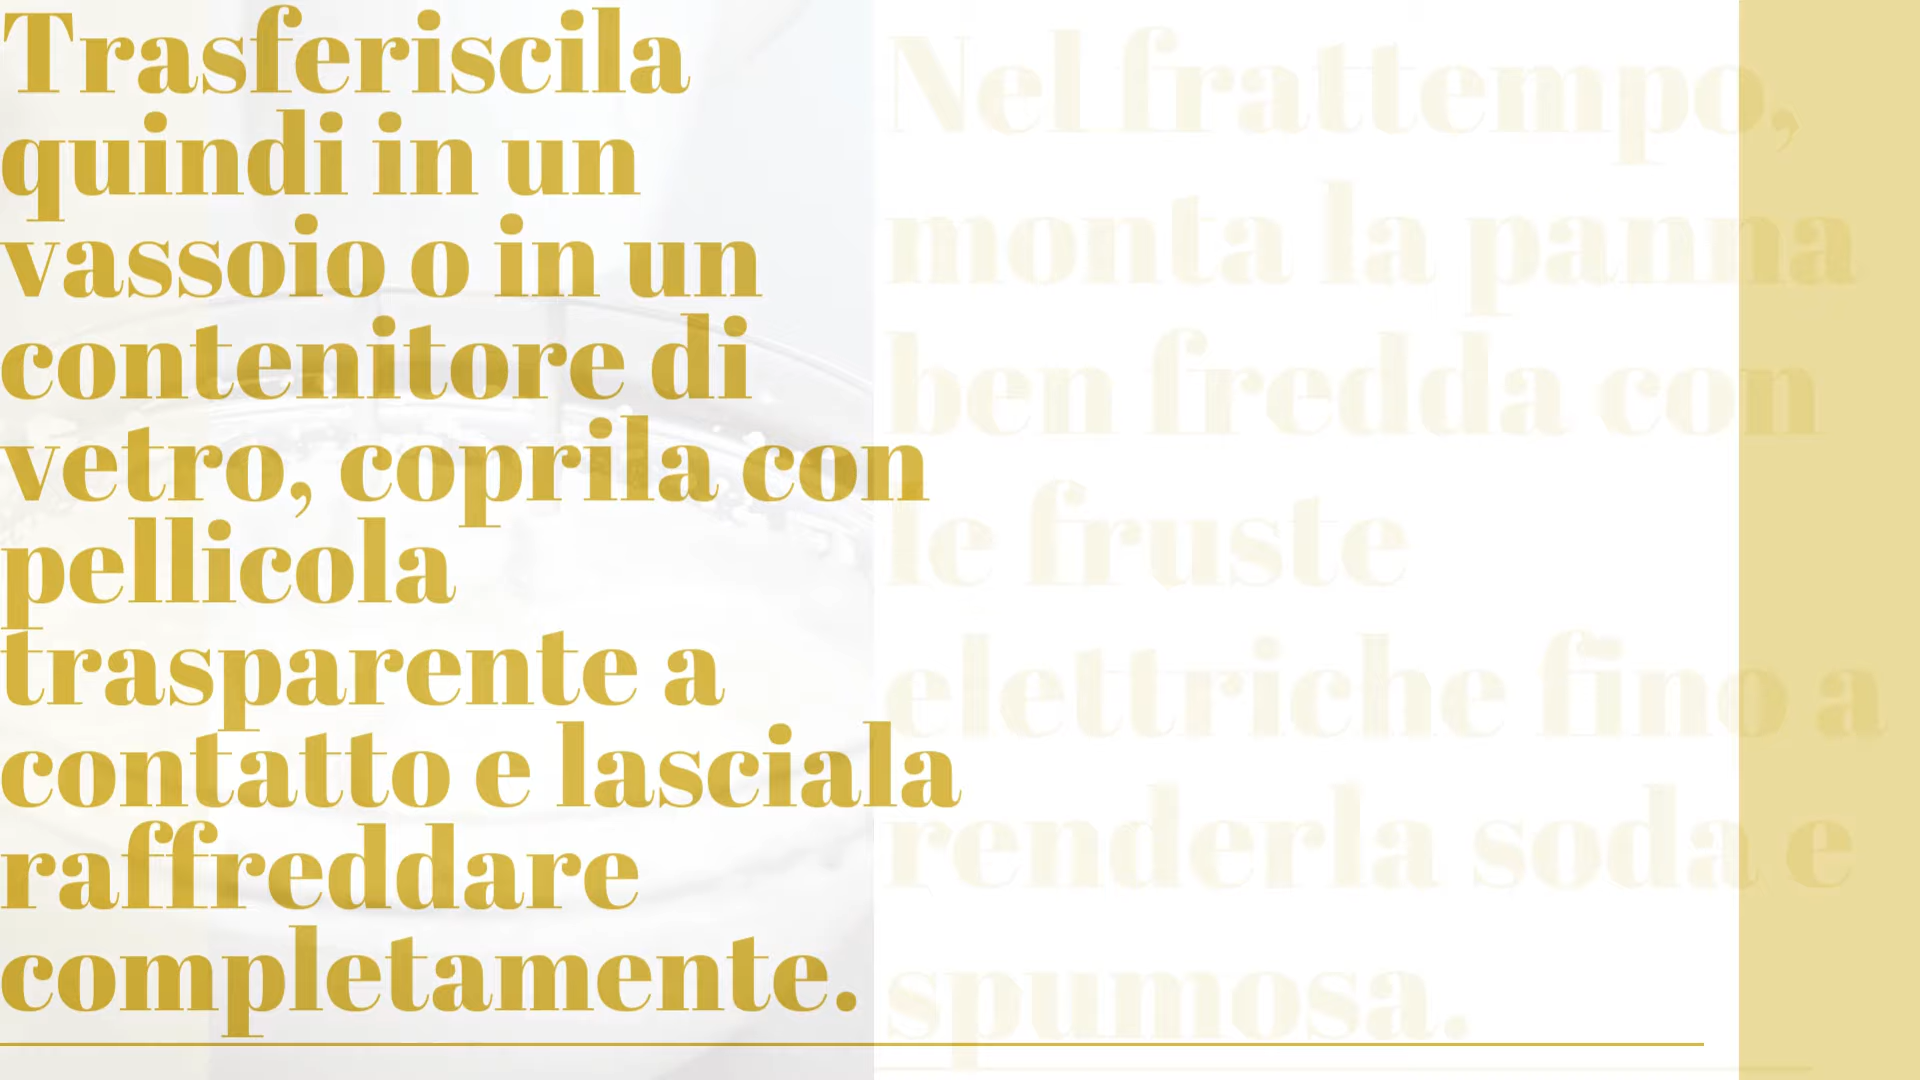 Trasferiscila
quindi in un
vassoio o in un
contenitore di
vetro, coprila con
pellicola
trasparente a
contatto e lasciala
raffreddare
completamente.
Nel frattempo,
monta la panna
ben fredda con
le fruste
elettriche fino a
renderla soda e
spumosa.